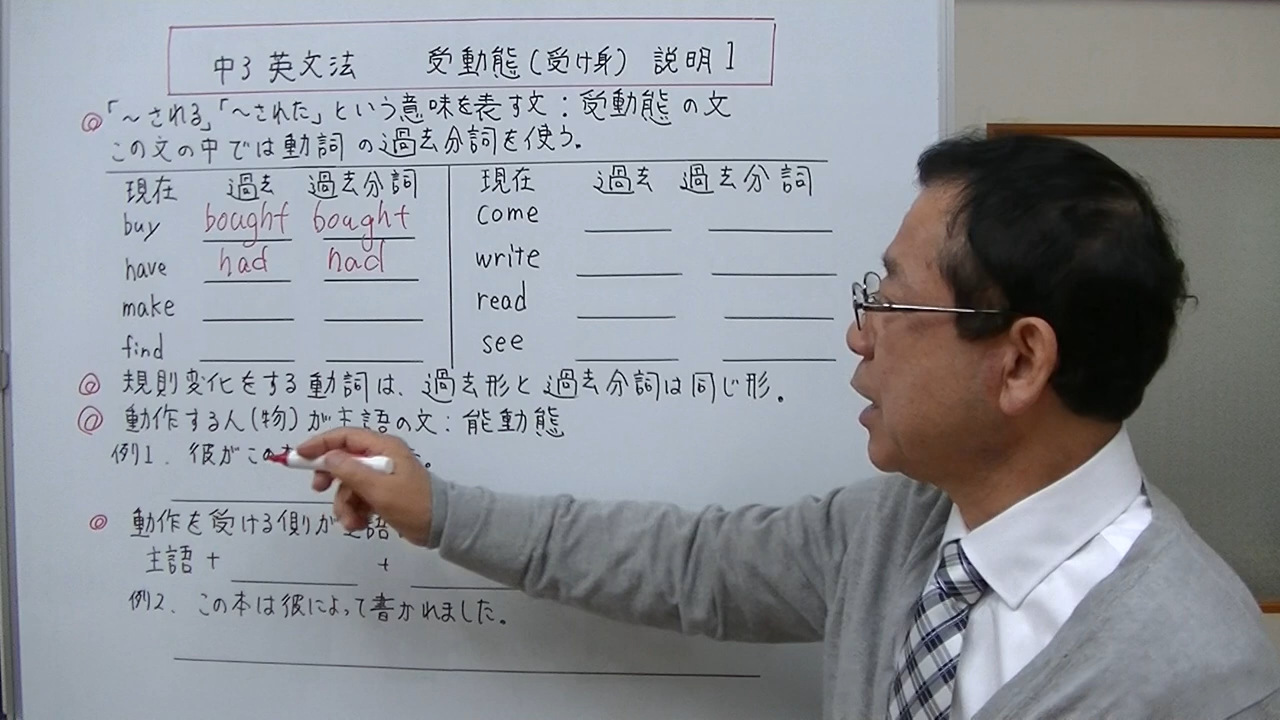 中3 英文法 受動態(受け身) 説明1
◎「〜される」「〜された」という意味を表す文:受動態の文
この文の中では動詞の過去分詞を使う。
現在 過去 過去分詞 現在 過去 過去分詞
buy bought bought come
have had had write
make read
find see
◎ 規則変化をする動詞は、過去形と過去分詞は同じ形。
◎ 動作する人(物)が主語の文:能動態
例1. 彼がこの
◎ 動作を受ける側が主語
主語 + +
例2. この本は彼によって書かれました。